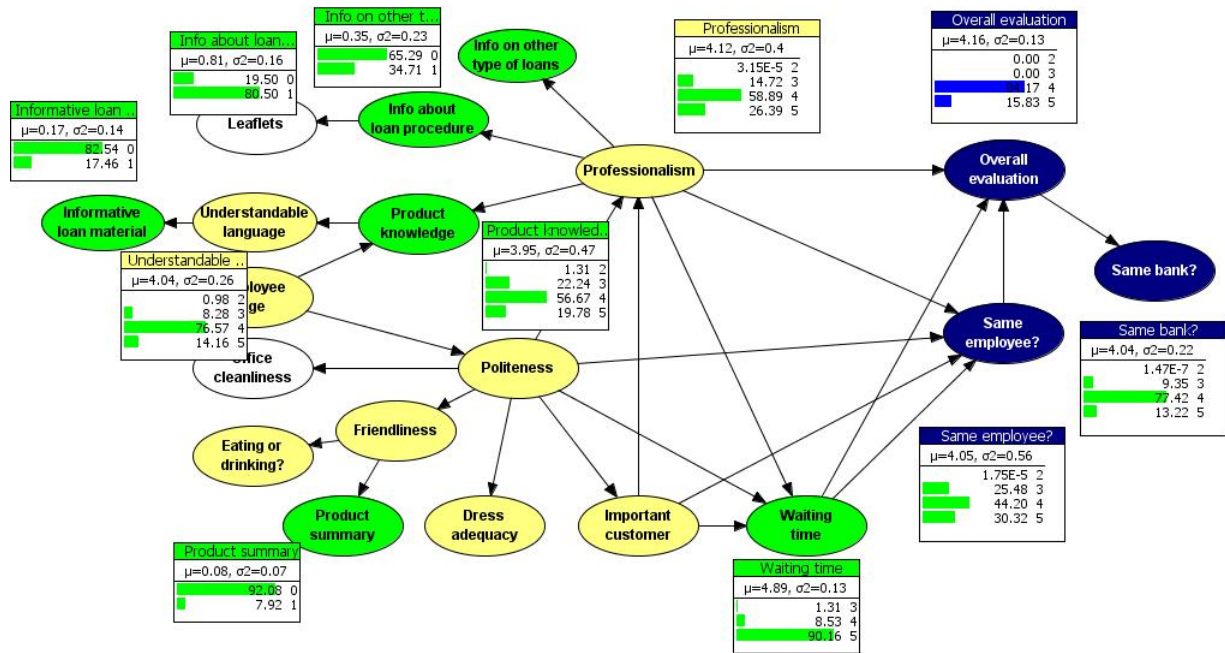 Info on other t...
μ=0.35, σ2=0.23
65.29 0
34.71 1
Info about loan...
μ=0.81, σ2=0.16
19.50 0
80.50 1
Info on other
type of loans
Professionalism
μ=4.12, σ2=0.4
3.15E-5 2
14.72 3
58.89 4
26.39 5
Overall evaluation
μ=4.16, σ2=0.13
0.00 2
0.00 3
4
15.83 5
Informative loan ..
μ=0.17, σ2=0.14
82.54 0
17.46 1
Leaflets
Info about
loan procedure
Professionalism
Overall
evaluation
Informative
loan material
Understandable
language
Product
knowledge
Product knowled...
μ=3.95, σ2=0.47
1.31 2
22.24 3
56.67 4
19.78 5
Same bank?
Understandable ..
μ=4.04, σ2=0.26
0.98 2
8.28 3
76.57 4
14.16 5
cleanliness
Politeness
Same
employee?
Same bank?
μ=4.04, σ2=0.22
1.47E-7 2
9.35 3
77.42 4
13.22 5
Friendliness
Eating or
drinking?
Same employee?
μ=4.05, σ2=0.56
1.75E-5 2
25.48 3
44.20 4
30.32 5
Product
summary
Dress
adequacy
Important
customer
Waiting
time
Product summary
μ=0.08, σ2=0.07
92.08 0
7.92 1
Waiting time
μ=4.89, σ2=0.13
1.31 3
8.53 4
90.16 5